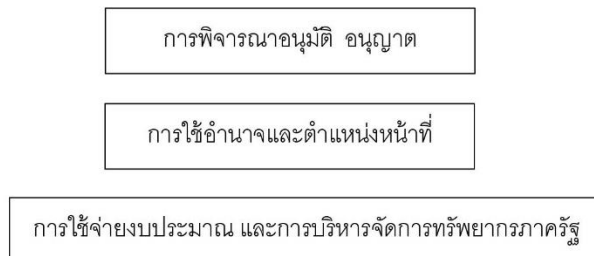 การพิจารณาอนุมัติ อนุญาต
การใช้อำนาจและตำแหน่งหน้าที่
การใช้จ่ายงบประมาณ และการบริหารจัดการทรัพยากรภาครัฐ